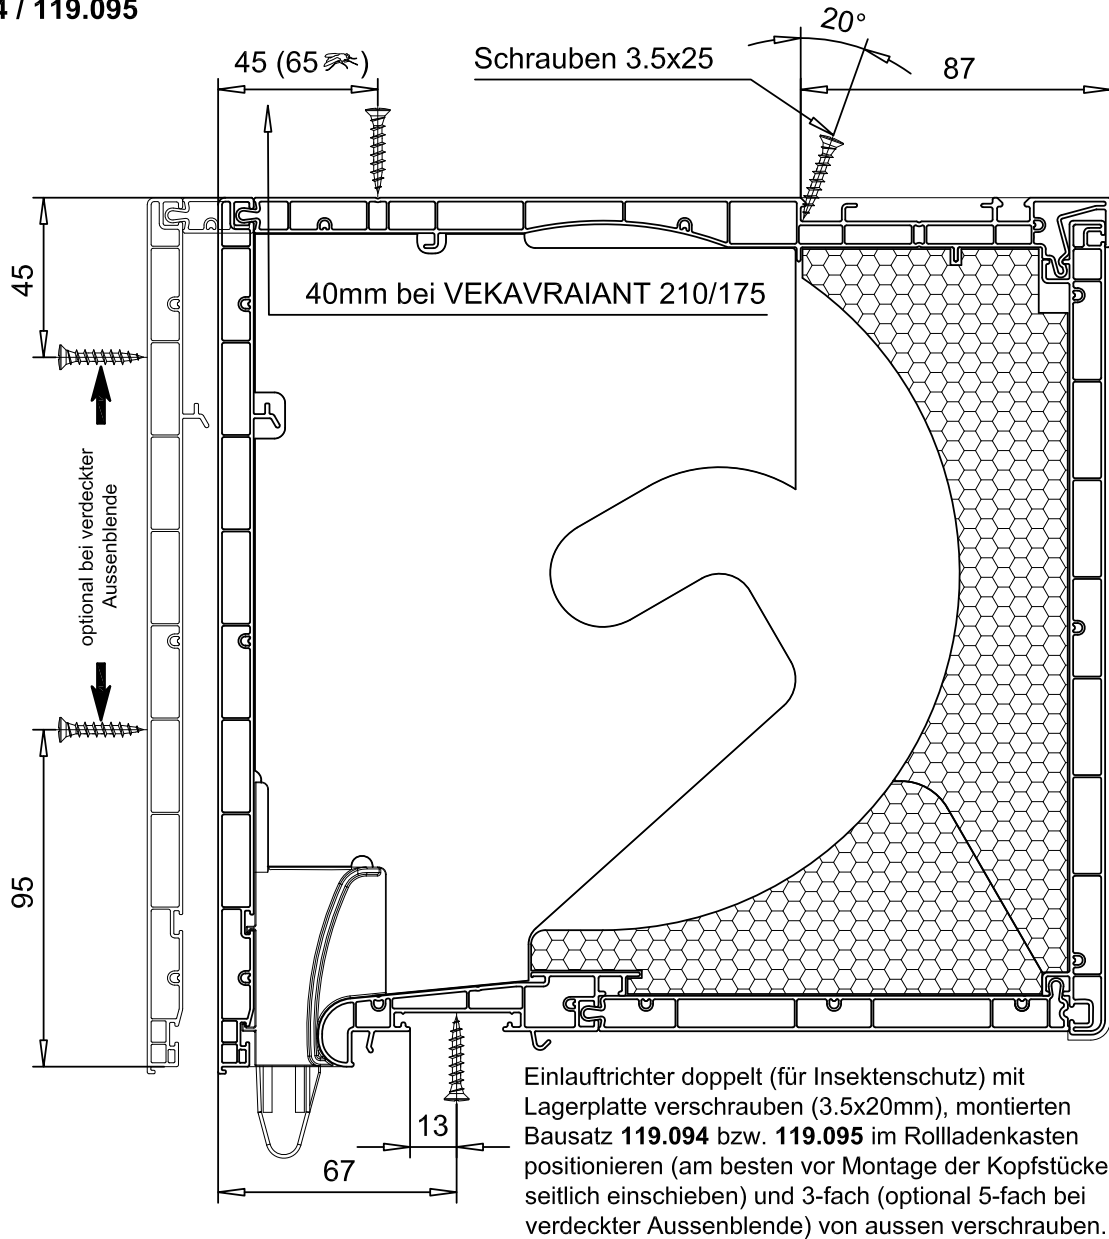 4 / 119.095
20°
45 (65 )
Schrauben 3.5x25
87
45
40mm bei VEKAVRAIANT 210/175
optional bei verdeckter
Aussenblende
95
13
67
Einlauftrichter doppelt (für Insektenschutz) mit
Lagerplatte verschrauben (3.5x20mm), montierten
Bausatz 119.094 bzw. 119.095 im Rollladenkasten
positionieren (am besten vor Montage der Kopfstücke
seitlich einschieben) und 3-fach (optional 5-fach bei
verdeckter Aussenblende) von aussen verschrauben.